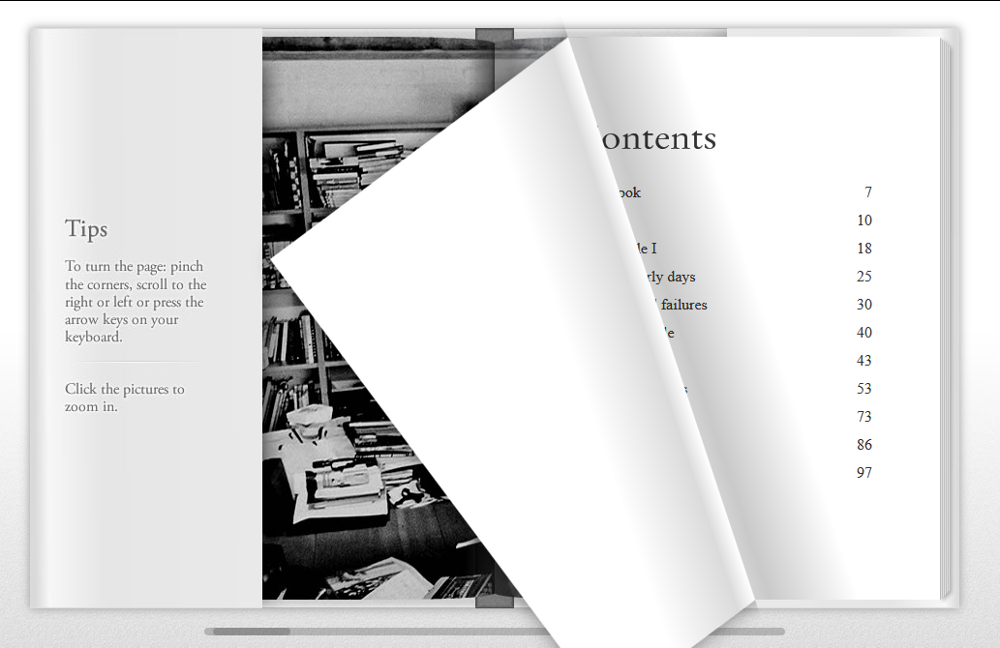 Tips
To turn the page: pinch
the corners, scroll to the
right or left or press the
arrow keys on your
keyboard.
Click the pictures to
zoom in.
ontents
ook 7
10
le I 18
rly days 25
failures 30
le 40
43
s 53
73
86
97